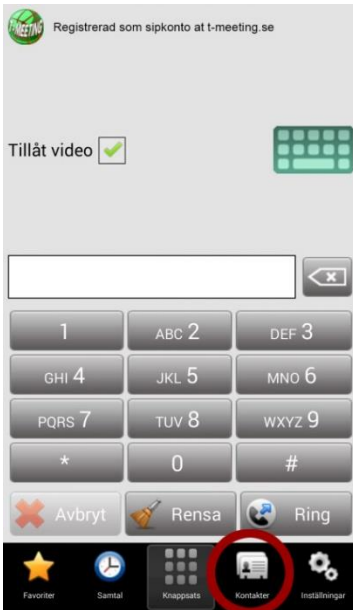 T-MEETING
Registrerad som sipkonto at t-meeting.se
Tillåt video
1 ABC 2 DEF 3
GHI 4 JKL 5 MNO 6
PQRS 7 TUV 8 WXYZ 9
* 0 #
Avbryt Rensa Ring
Favoriter Samtal Knappsats Kontakter Inställningar